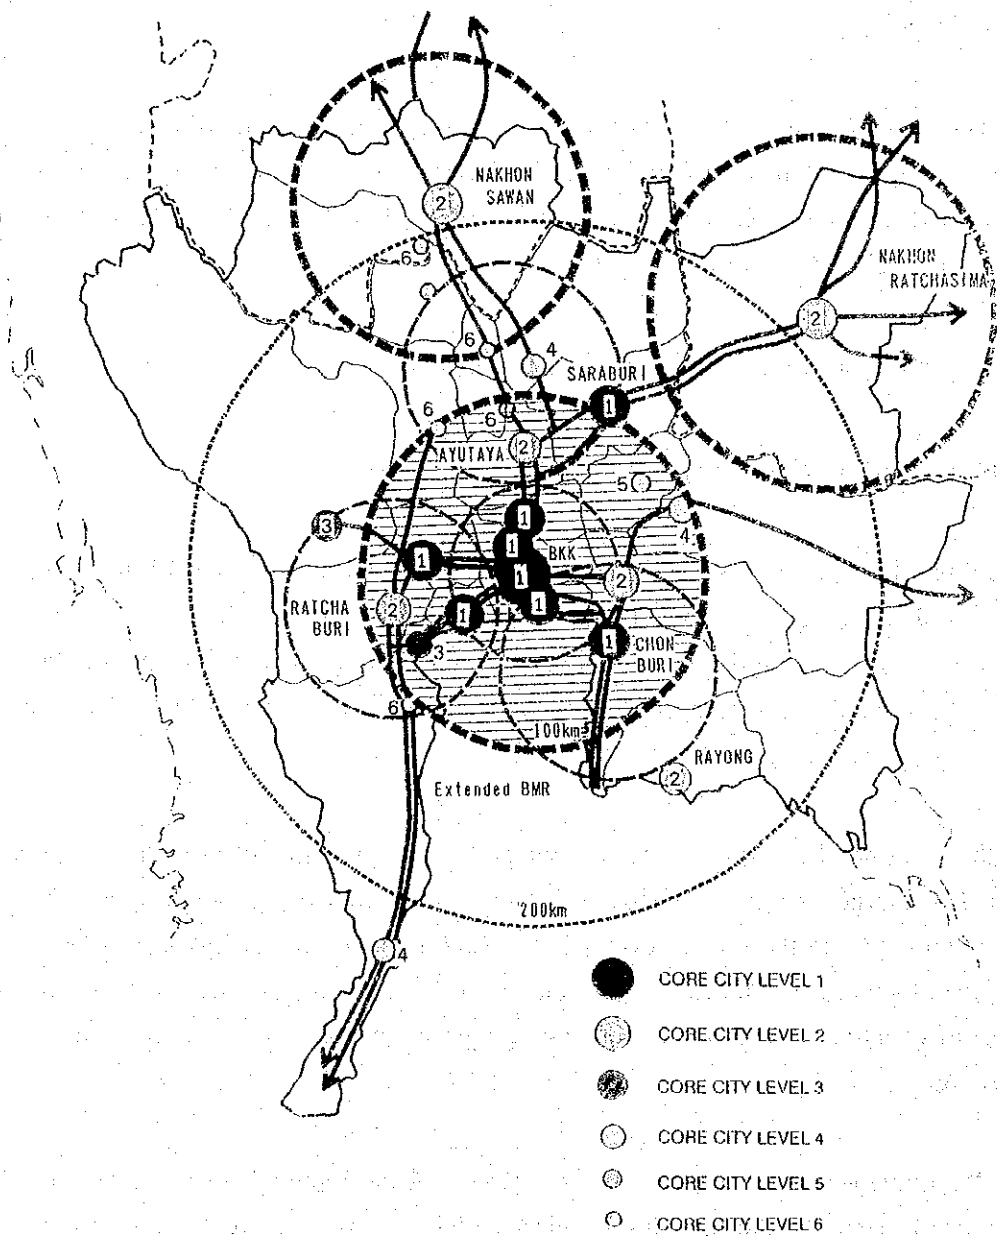 NAKHON
SAWAN
2
6
NAKHON
RATCHASIMA
2
6
4
SARABURI
1
6
6
AYUTAYA
2
5
4
3
1
1
BKK
1
1
2
RATCHA
BURI
2
1
1
3
1
CHON
BURI
6
100km
RAYONG
2
Extended BMR
200km
4
CORE CITY LEVEL 1
CORE CITY LEVEL 2
CORE CITY LEVEL 3
CORE CITY LEVEL 4
CORE CITY LEVEL 5
CORE CITY LEVEL 6